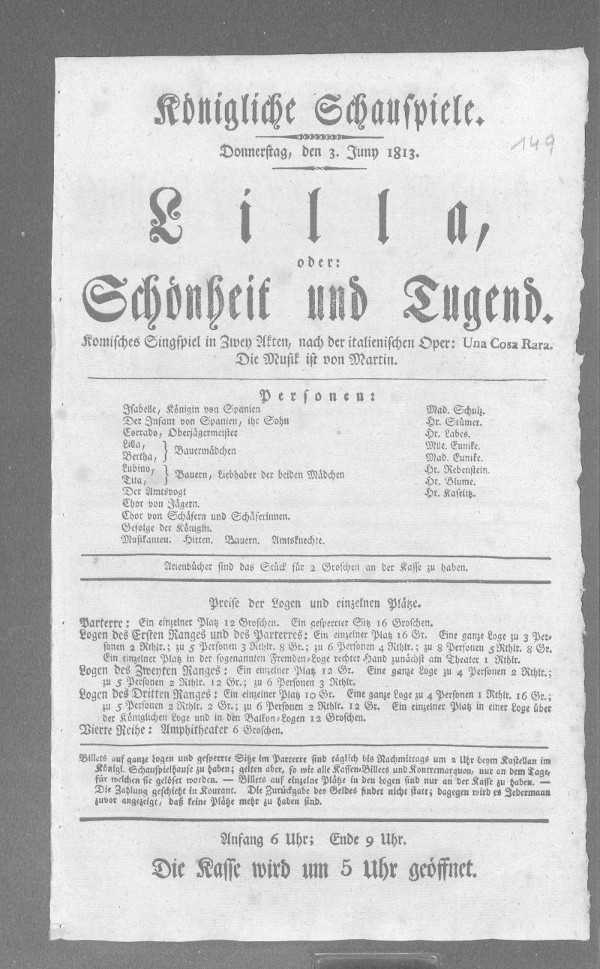 Königliche Schauspiele.
Donnerstag, den 3. Juny 1813.
149
Lilla,
oder:
Schönheit und Tugend.
Komisches Singspiel in Zwey Akten, nach der italienischen Oper: Una Cosa Rara.
Die Musik ist von Martin.
Personen:
Isabelle, Königin von Spanien Mad. Schulz.
Der Infant von Spanien, ihr Sohn Hr. Stümer.
Corrado, Oberjägermeister Hr. Labes.
Lilla, } Bauermädchen Mlle. Eunike.
Bertha, } Mad. Eunike.
Lubino, } Bauern, Liebhaber der beiden Mädchen Hr. Rebenstein.
Tita, } Hr. Blume.
Der Amtsvogt Hr. Kaselitz.
Chor von Jägern.
Chor von Schäfern und Schäferinnen.
Gefolge der Königin.
Musikanten. Hirten. Bauern. Amtsknechte.
Arienbücher sind das Stück für 2 Groschen an der Kasse zu haben.
Preise der Logen und einzelnen Plätze.
Parterre: Ein einzelner Platz 12 Groschen. Ein gesperrter Sitz 16 Groschen.
Logen des Ersten Ranges und des Parterres: Ein einzelner Platz 16 Gr. Eine ganze Loge zu 3 Per-
sonen 2 Rthlr.; zu 5 Personen 3 Rthlr. 8 Gr.; zu 6 Personen 4 Rthlr.; zu 8 Personen 5 Rthlr. 8 Gr.
Ein einzelner Platz in der sogenannten Fremden-Loge rechter Hand zunächst am Theater 1 Rthlr.
Logen des Zweyten Ranges: Ein einzelner Platz 12 Gr. Eine ganze Loge zu 4 Personen 2 Rthlr.;
zu 5 Personen 2 Rthlr. 12 Gr.; zu 6 Personen 3 Rthlr.
Logen des Dritten Ranges: Ein einzelner Platz 10 Gr. Eine ganze Loge zu 4 Personen 1 Rthlr. 16 Gr.;
zu 5 Personen 2 Rthlr. 2 Gr.; zu 6 Personen 2 Rthlr. 12 Gr. Ein einzelner Platz in einer Loge über
der Königlichen Loge und in den Balkon-Logen 12 Groschen.
Vierte Reihe: Amphitheater 6 Groschen.
Billets auf ganze Logen und gesperrte Sitze im Parterre sind täglich bis Nachmittags um 2 Uhr beym Kastellan im
Königl. Schauspielhause zu haben; gelten aber, so wie alle Kassen-Billets und Kontremarquen, nur an dem Tage,
für welchen sie gelöset worden. — Billets auf einzelne Plätze in den Logen sind nur an der Kasse zu haben. —
Die Zahlung geschieht in Kourant. Die Zurückgabe des Geldes findet nicht statt; dagegen wird es Jedermann
zuvor angezeigt, daß keine Plätze mehr zu haben sind.
Anfang 6 Uhr; Ende 9 Uhr.
Die Kasse wird um 5 Uhr geöffnet.